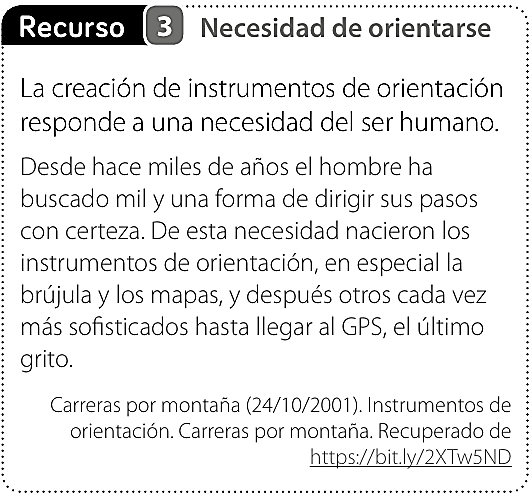 Recurso 3 Necesidad de orientarse
La creación de instrumentos de orientación
responde a una necesidad del ser humano.
Desde hace miles de años el hombre ha
buscado mil y una forma de dirigir sus pasos
con certeza. De esta necesidad nacieron los
instrumentos de orientación, en especial la
brújula y los mapas, y después otros cada vez
más sofisticados hasta llegar al GPS, el último
grito.
Carreras por montaña (24/10/2001). Instrumentos de
orientación. Carreras por montaña. Recuperado de
https://bit.ly/2XTw5ND